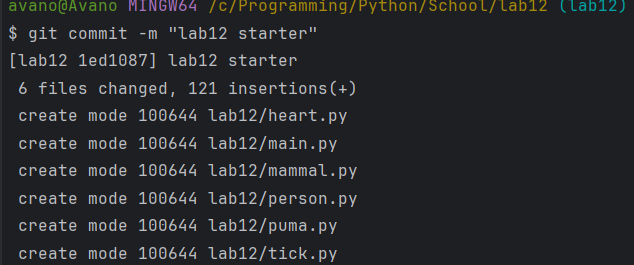 avano@Avano MINGW64 /c/Programming/Python/School/lab12 (lab12)
$ git commit -m "lab12 starter"
[lab12 1ed1087] lab12 starter
 6 files changed, 121 insertions(+)
 create mode 100644 lab12/heart.py
 create mode 100644 lab12/main.py
 create mode 100644 lab12/mammal.py
 create mode 100644 lab12/person.py
 create mode 100644 lab12/puma.py
 create mode 100644 lab12/tick.py